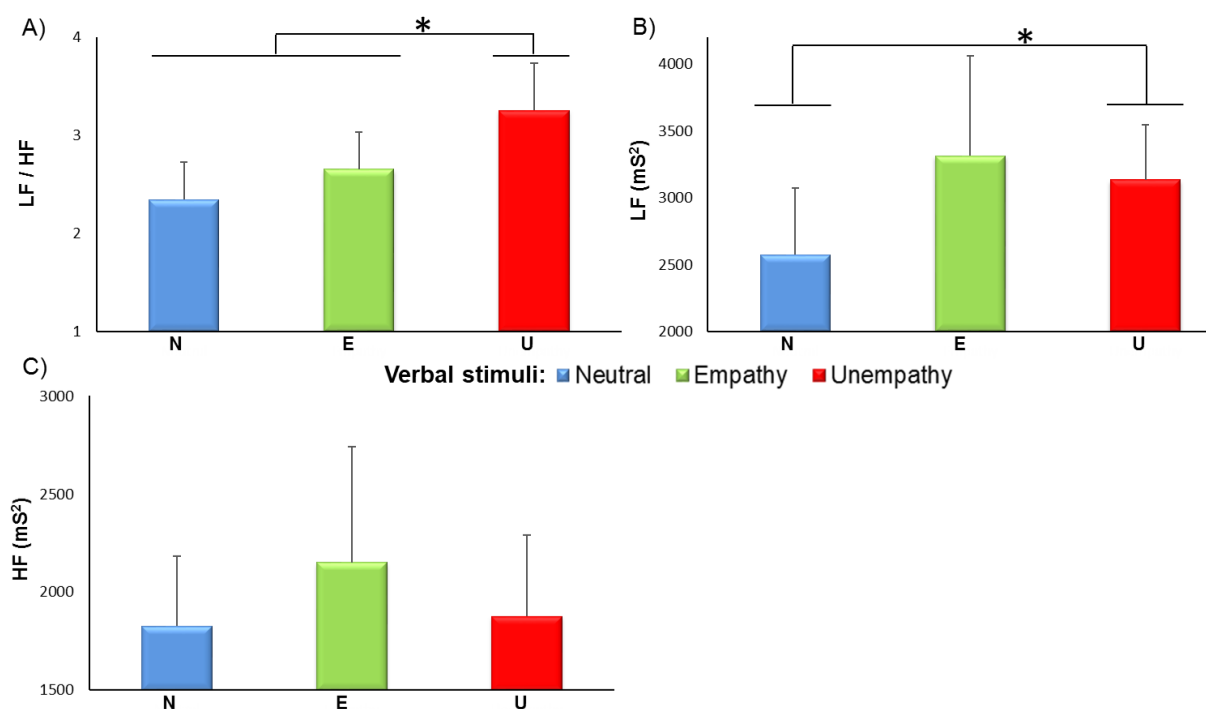 A)
*
4
3
2
1
LF / HF
N E U
B)
*
4000
3500
3000
2500
2000
LF (mS²)
N E U
Verbal stimuli: Neutral Empathy Unempathy
C)
3000
2500
2000
1500
HF (mS²)
N E U